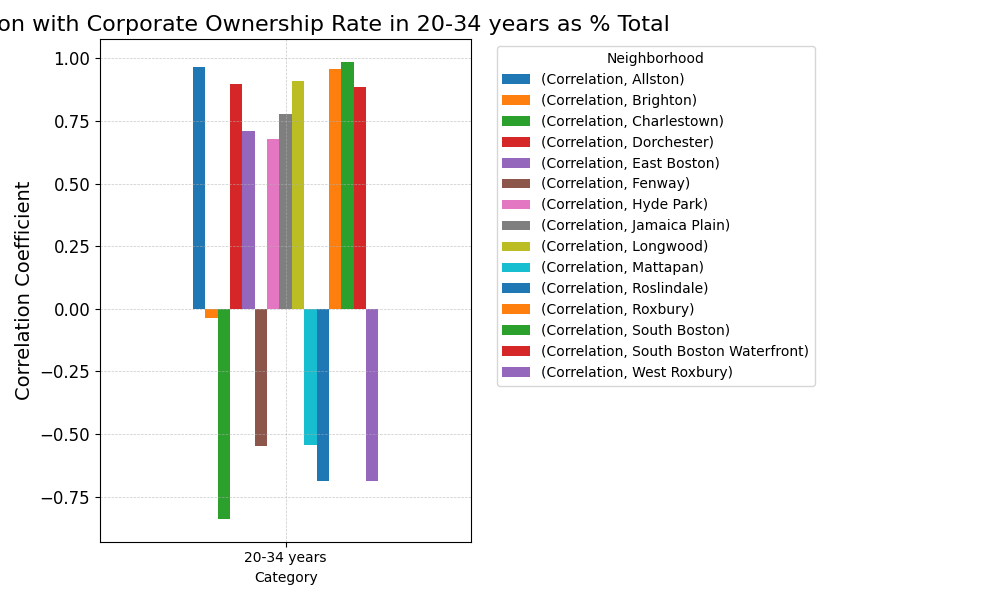 on with Corporate Ownership Rate in 20-34 years as % Total
Correlation Coefficient
1.00
0.75
0.50
0.25
0.00
−0.25
−0.50
−0.75
20-34 years
Category
Neighborhood
(Correlation, Allston)
(Correlation, Brighton)
(Correlation, Charlestown)
(Correlation, Dorchester)
(Correlation, East Boston)
(Correlation, Fenway)
(Correlation, Hyde Park)
(Correlation, Jamaica Plain)
(Correlation, Longwood)
(Correlation, Mattapan)
(Correlation, Roslindale)
(Correlation, Roxbury)
(Correlation, South Boston)
(Correlation, South Boston Waterfront)
(Correlation, West Roxbury)